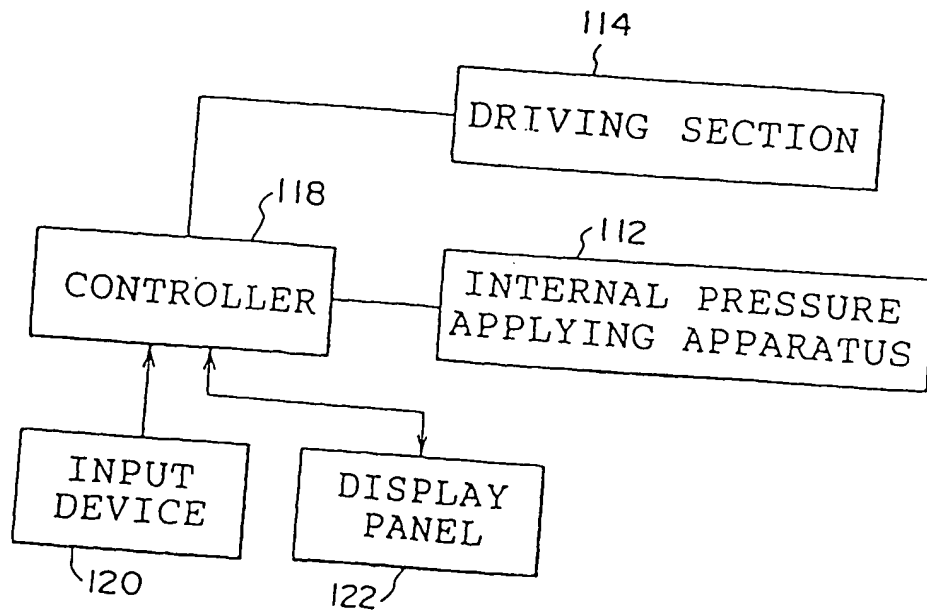 114
DRIVING SECTION
118
CONTROLLER
112
INTERNAL PRESSURE
APPLYING APPARATUS
INPUT
DEVICE
120
DISPLAY
PANEL
122